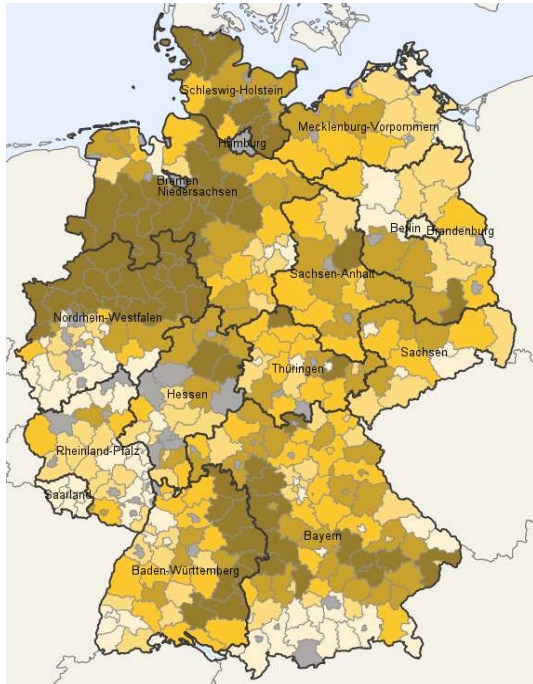 Schleswig-Holstein
Mecklenburg-Vorpommern
Hamburg
Bremen
Niedersachsen
Berlin
Brandenburg
Sachsen-Anhalt
Nordrhein-Westfalen
Sachsen
Thüringen
Hessen
Rheinland-Pfalz
Saarland
Bayern
Baden-Württemberg